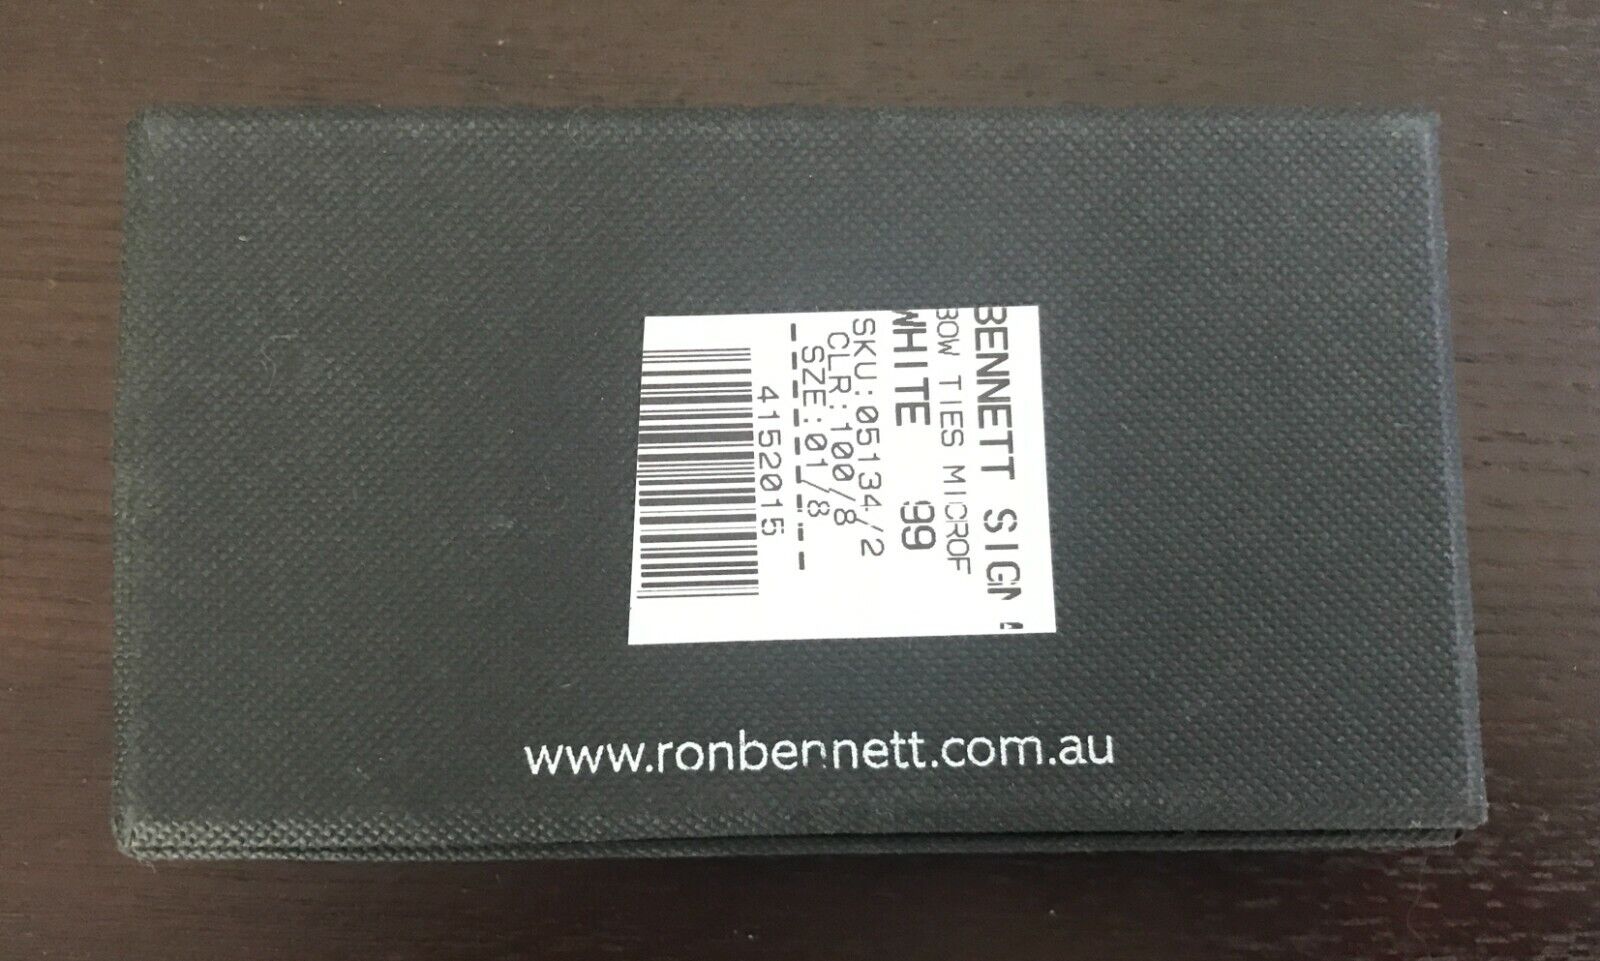 BENNETT SIGN
BOW TIES MICROF
WHITE 99
SKU:05134/2
CLR:100/8
SZE:01/8
41520015
www.ronbennett.com.au